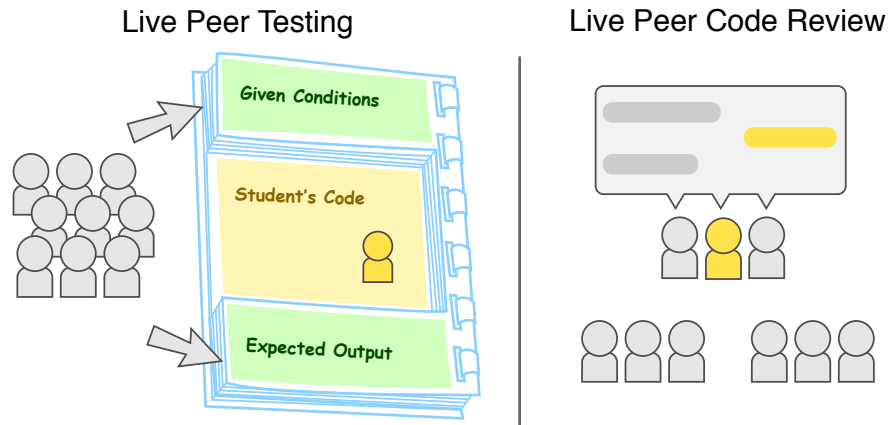 Live Peer Testing
Given Conditions
Student's Code
Expected Output
Live Peer Code Review